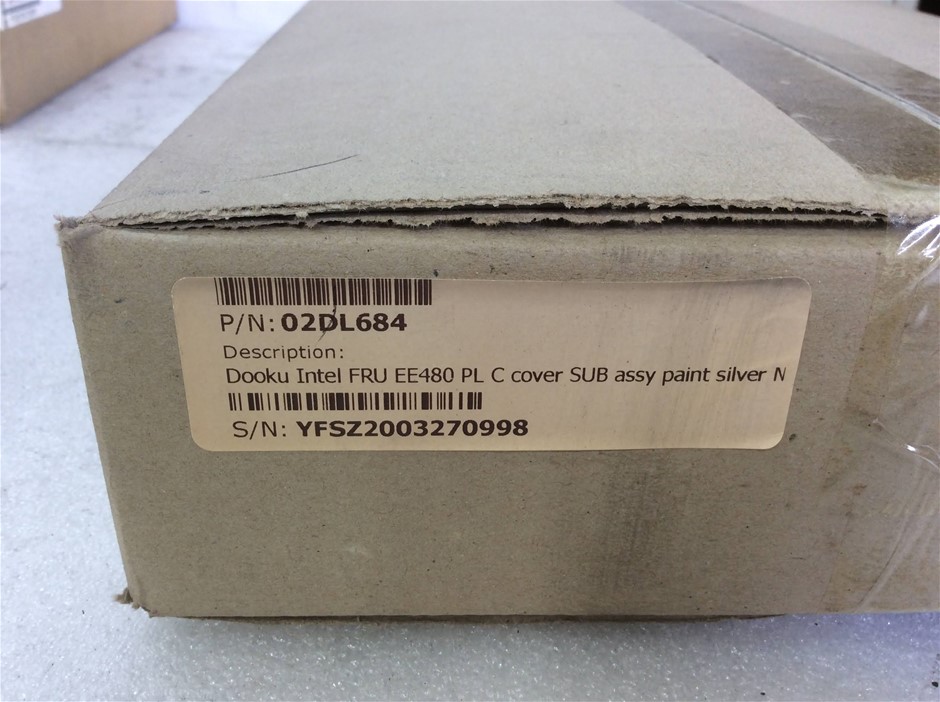 P/N: 02DL684
Description:
Dooku Intel FRU EE480 PL C cover SUB assy paint silver N
S/N: YFSZ2003270998